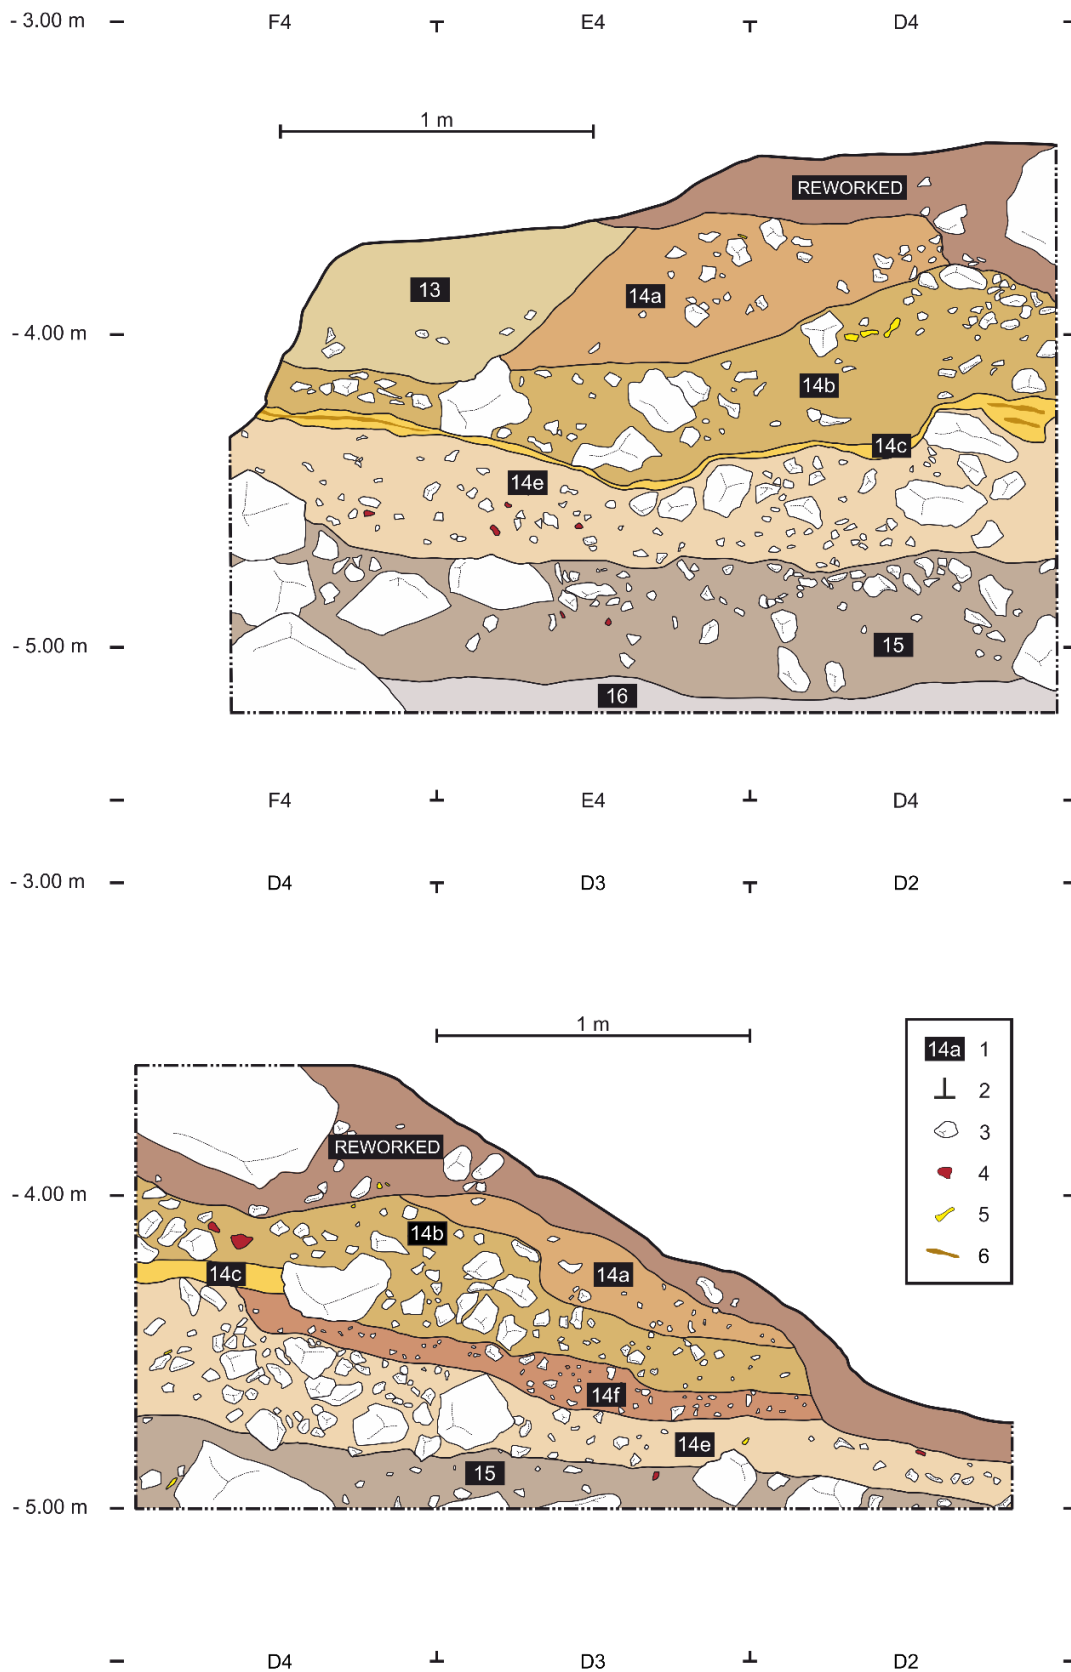 - 3.00 m F4 E4 D4
1 m
REWORKED
13
14a
- 4.00 m
14b
14c
14e
15
- 5.00 m
16
F4 E4 D4
- 3.00 m D4 D3 D2
1 m
14a 1
2
3
REWORKED
4
- 4.00 m
5
14b
6
14c
14a
14f
14e
15
- 5.00 m
D4 D3 D2